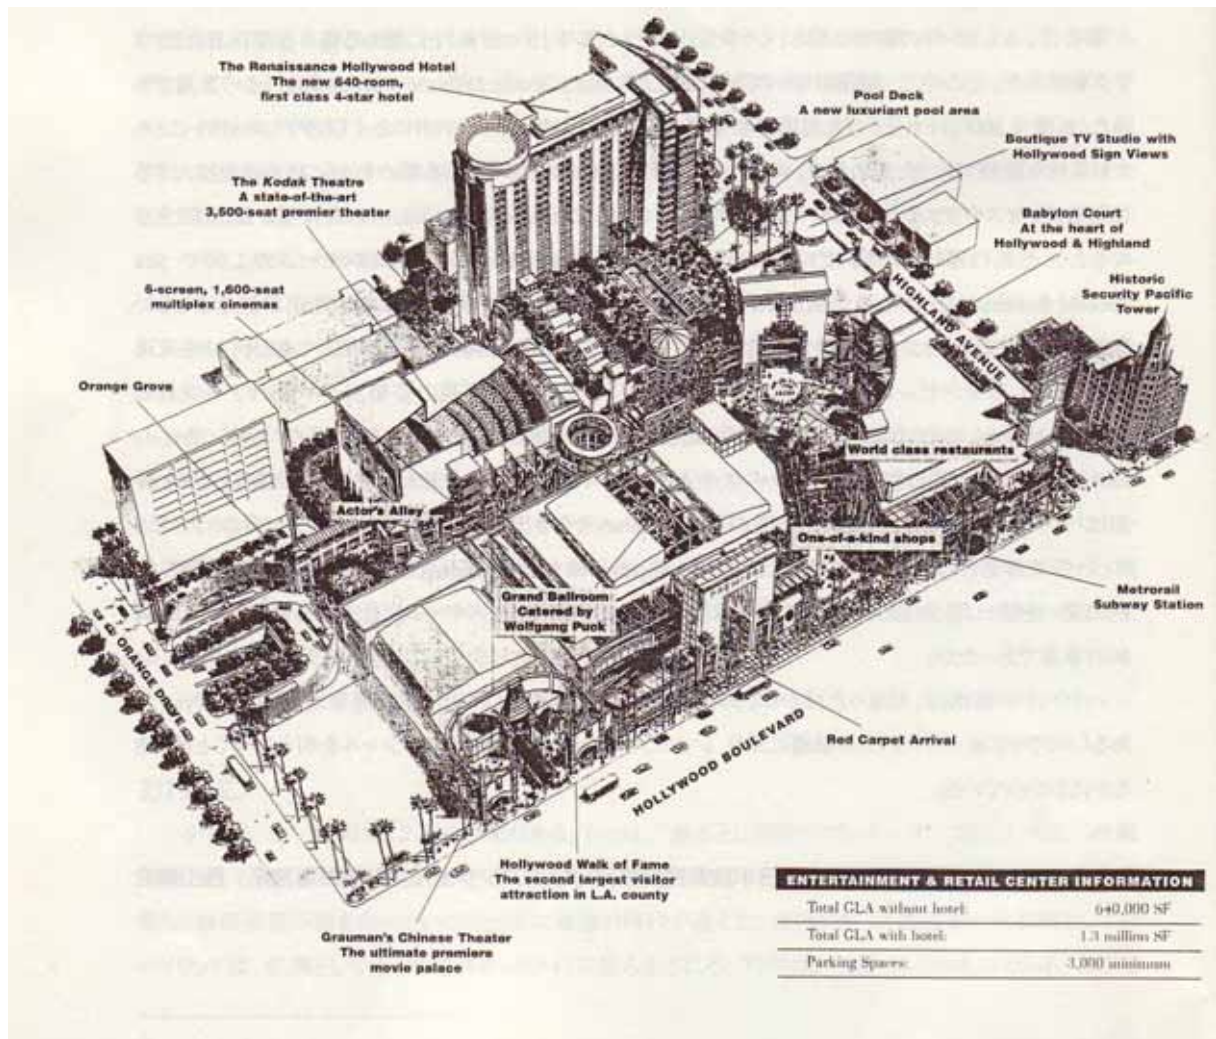 The Renaissance Hollywood Hotel
The new 640-room,
first class 4-star hotel
Pool Deck
A new luxuriant pool area
Boutique TV Studio with
Hollywood Sign Views
The Kodak Theatre
A state-of-the-art
3,500-seat premier theater
Babylon Court
At the heart of
Hollywood & Highland
6-screen, 1,600-seat
multiplex cinemax
Historic
Security Pacific
Tower
HIGHLAND AVENUE
Orange Grove
World class restaurants
Actor's Alley
One-of-a-kind shops
Grand Ballroom
Catered by
Wolfgang Puck
Metrorail
Subway Station
ORANGE DRIVE
Red Carpet Arrival
HOLLYWOOD BOULEVARD
Hollywood Walk of Fame
The second largest visitor
attraction in L.A. county
Grauman's Chinese Theater
The ultimate premiere
movie palace
ENTERTAINMENT & RETAIL CENTER INFORMATION
Total GLA without hotel: 640,000 SF
Total GLA with hotel: 1.3 million SF
Parking Spaces: 3,000 minimum